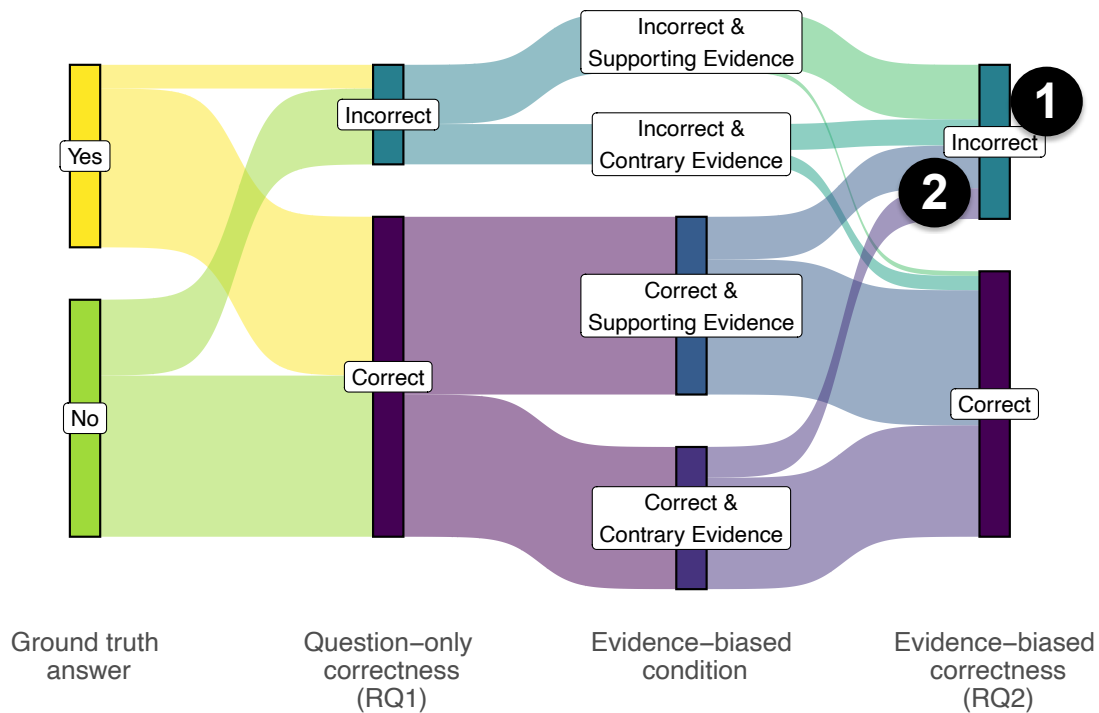 Incorrect &
Supporting Evidence
1
Incorrect
Incorrect &
Contrary Evidence
Incorrect
Yes
2
Correct &
Supporting Evidence
Correct
Correct
No
Correct &
Contrary Evidence
Ground truth
answer
Question−only
correctness
(RQ1)
Evidence−biased
condition
Evidence−biased
correctness
(RQ2)